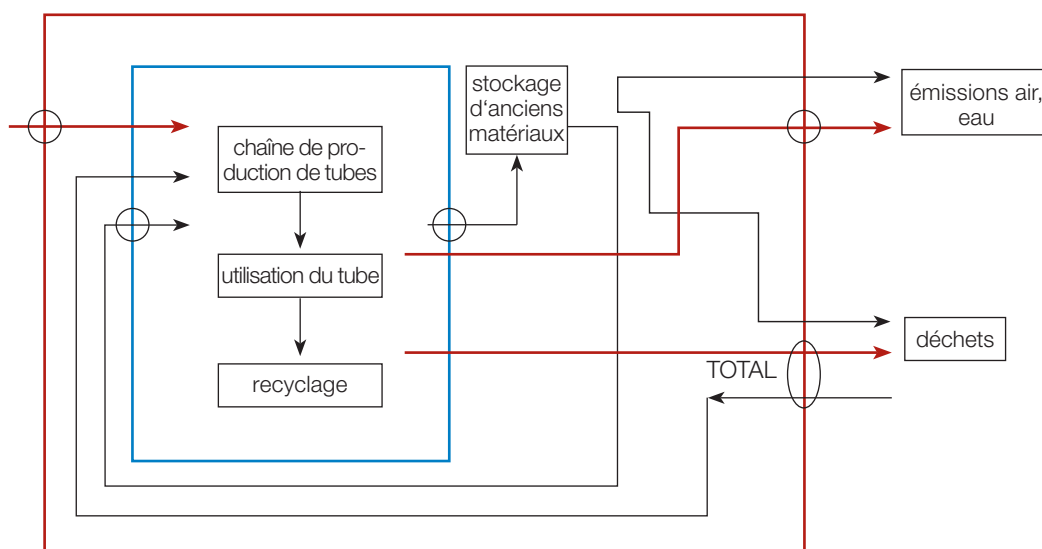 stockage
d‘anciens
matériaux
émissions air,
eau
chaîne de pro-
duction de tubes
utilisation du tube
recyclage
déchets
TOTAL